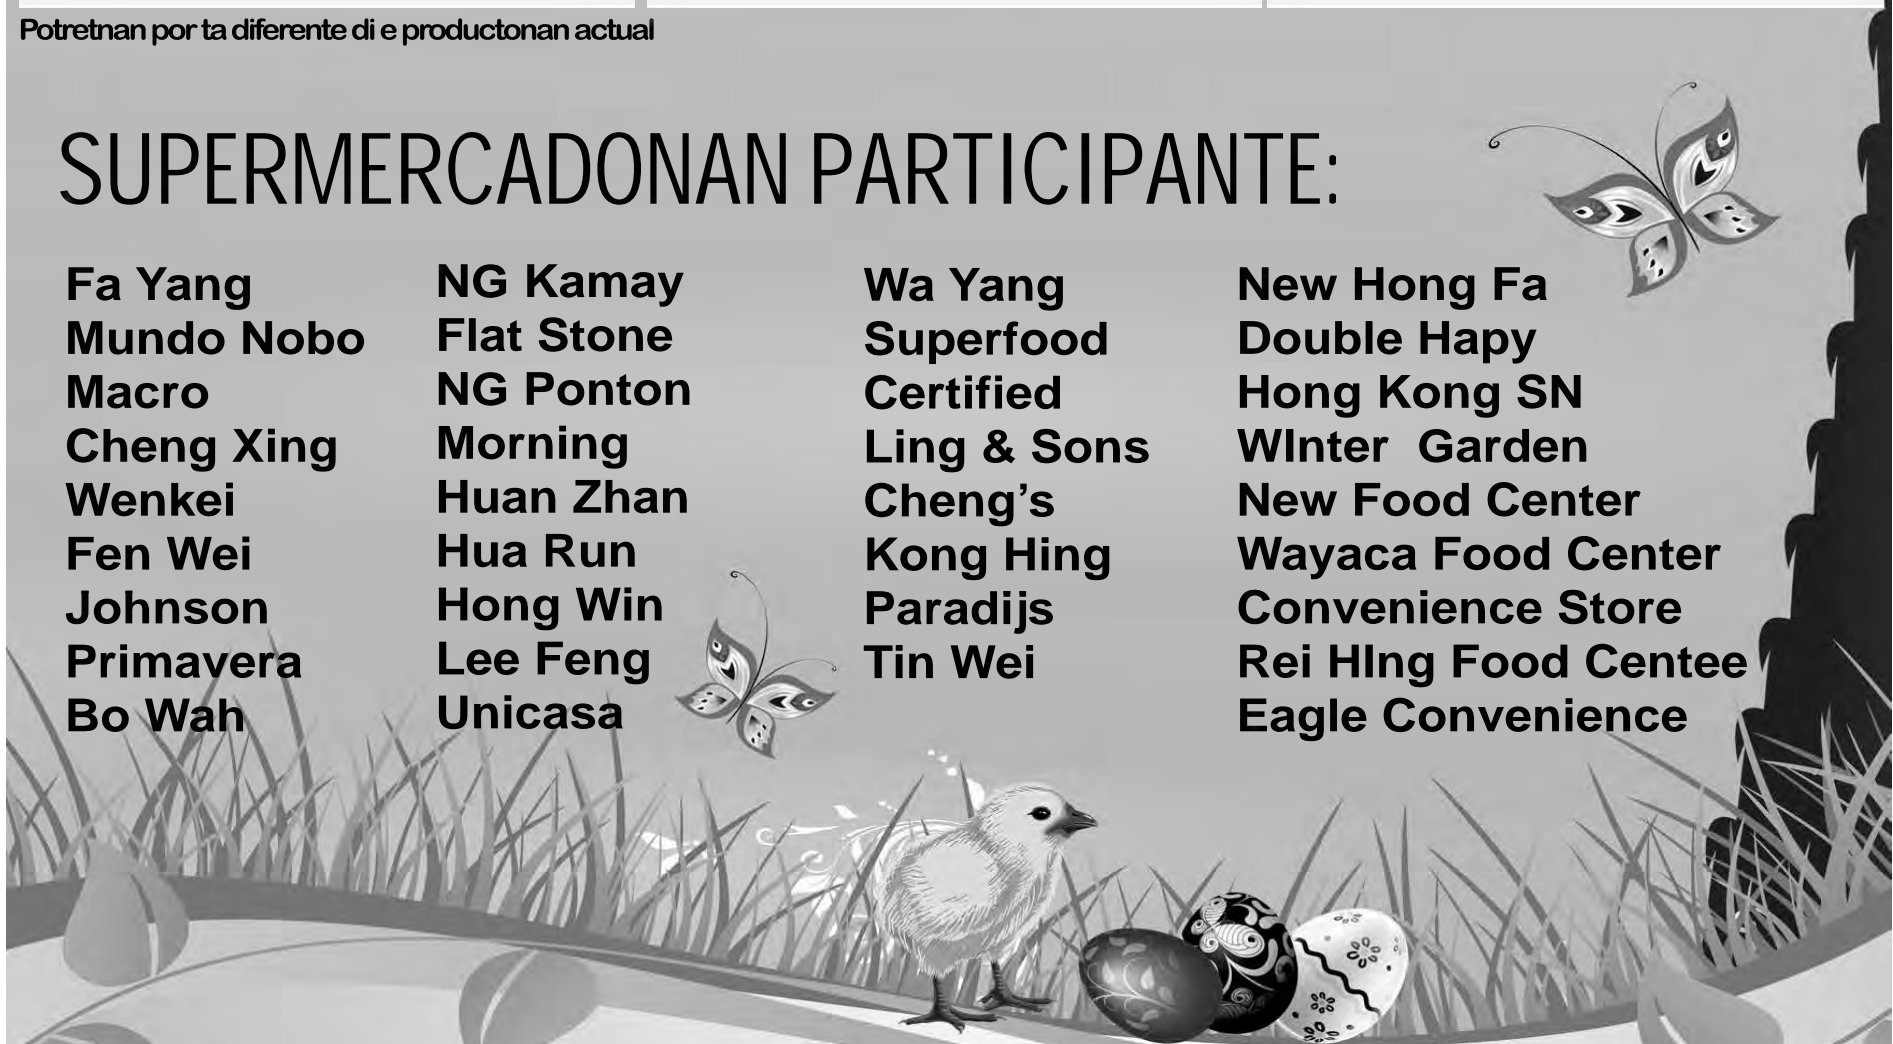 Potretnan por ta diferente di e productonan actual
SUPERMERCADONAN PARTICIPANTE:
Fa Yang
Mundo Nobo
Macro
Cheng Xing
Wenkei
Fen Wei
Johnson
Primavera
Bo Wah
NG Kamay
Flat Stone
NG Ponton
Morning
Huan Zhan
Hua Run
Hong Win
Lee Feng
Unicasa
Wa Yang
Superfood
Certified
Ling & Sons
Cheng’s
Kong Hing
Paradijs
Tin Wei
New Hong Fa
Double Hapy
Hong Kong SN
WInter  Garden
New Food Center
Wayaca Food Center
Convenience Store
Rei HIng Food Centee
Eagle Convenience